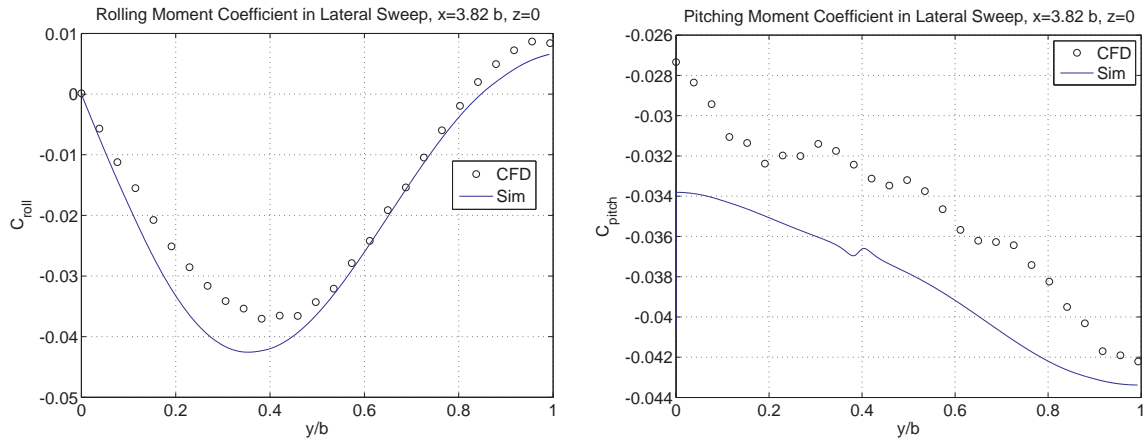 Rolling Moment Coefficient in Lateral Sweep, x=3.82 b, z=0
0.01
0
-0.01
-0.02
-0.03
-0.04
-0.05
C_roll
0
0.2
0.4
0.6
0.8
1
y/b
CFD
Sim
Pitching Moment Coefficient in Lateral Sweep, x=3.82 b, z=0
-0.026
-0.028
-0.03
-0.032
-0.034
-0.036
-0.038
-0.04
-0.042
-0.044
C_pitch
0
0.2
0.4
0.6
0.8
1
y/b
CFD
Sim